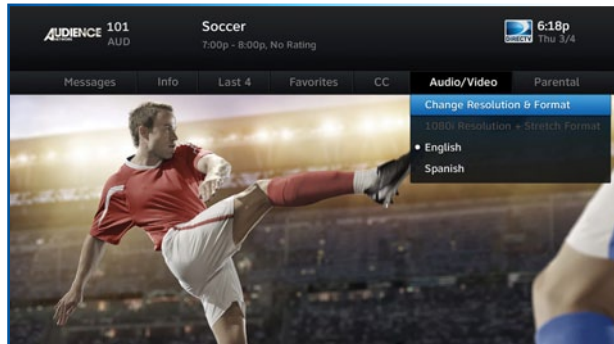 AUDIENCE 101
NETWORK AUD
Soccer
7:00p - 8:00p, No Rating
DIRECTV
6:18p
Thu 3/4
Messages Info Last 4 Favorites CC Audio/Video Parental
Change Resolution & Format
1080i Resolution + Stretch Format
English
Spanish